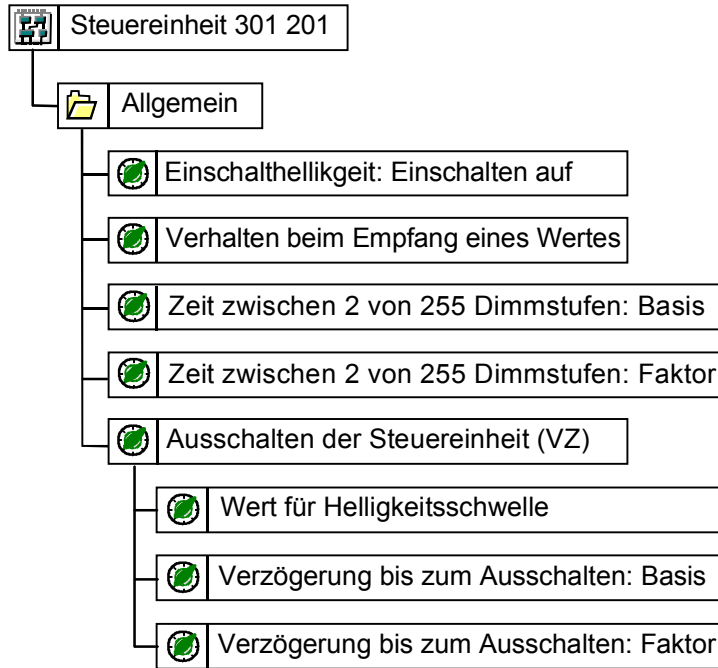 Steuereinheit 301 201
Allgemein
Einschalthellikgeit: Einschalten auf
Verhalten beim Empfang eines Wertes
Zeit zwischen 2 von 255 Dimmstufen: Basis
Zeit zwischen 2 von 255 Dimmstufen: Faktor
Ausschalten der Steuereinheit (VZ)
Wert für Helligkeitsschwelle
Verzögerung bis zum Ausschalten: Basis
Verzögerung bis zum Ausschalten: Faktor